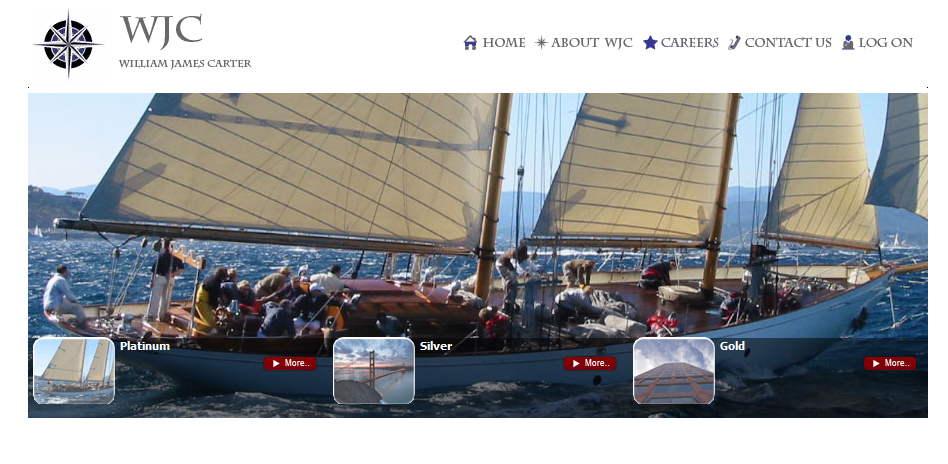 WJC
WILLIAM JAMES CARTER
HOME ABOUT WJC CAREERS CONTACT US LOG ON
Platinum
More..
Silver
More..
Gold
More..